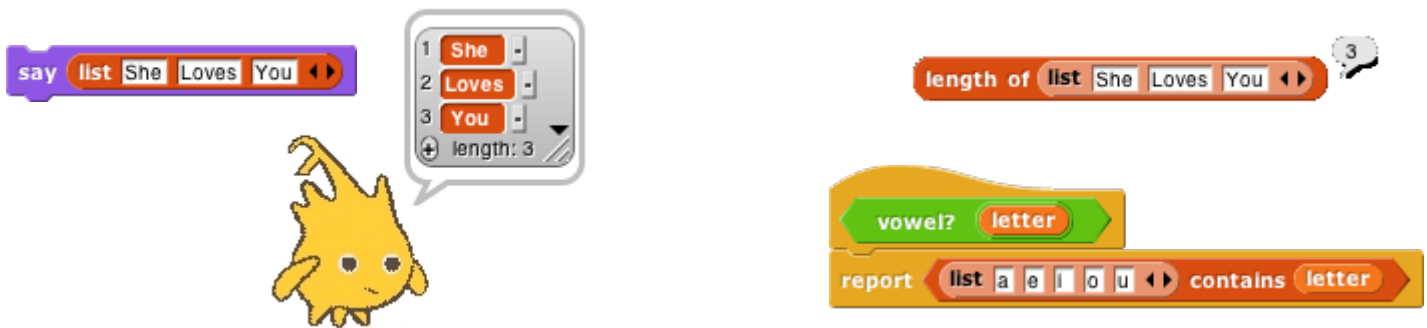 say list She Loves You
1 She -
2 Loves -
3 You -
+ length: 3
length of list She Loves You
3
vowel? letter
report list a e i o u contains letter